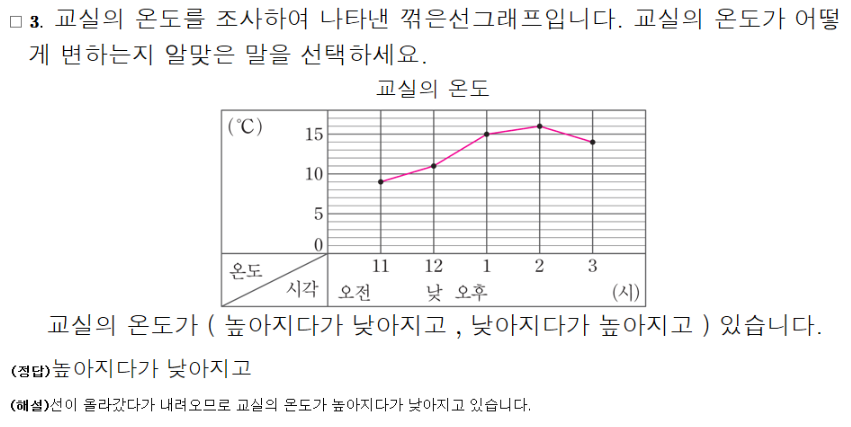 □ 3. 교실의 온도를 조사하여 나타낸 꺾은선그래프입니다. 교실의 온도가 어떻
게 변하는지 알맞은 말을 선택하세요.
교실의 온도
(℃)
15
10
5
0
온도
시각
11 12 1 2 3
오전 낮 오후 (시)
교실의 온도가 ( 높아지다가 낮아지고 , 낮아지다가 높아지고 ) 있습니다.
(정답)높아지다가 낮아지고
(해설)선이 올라갔다가 내려오므로 교실의 온도가 높아지다가 낮아지고 있습니다.